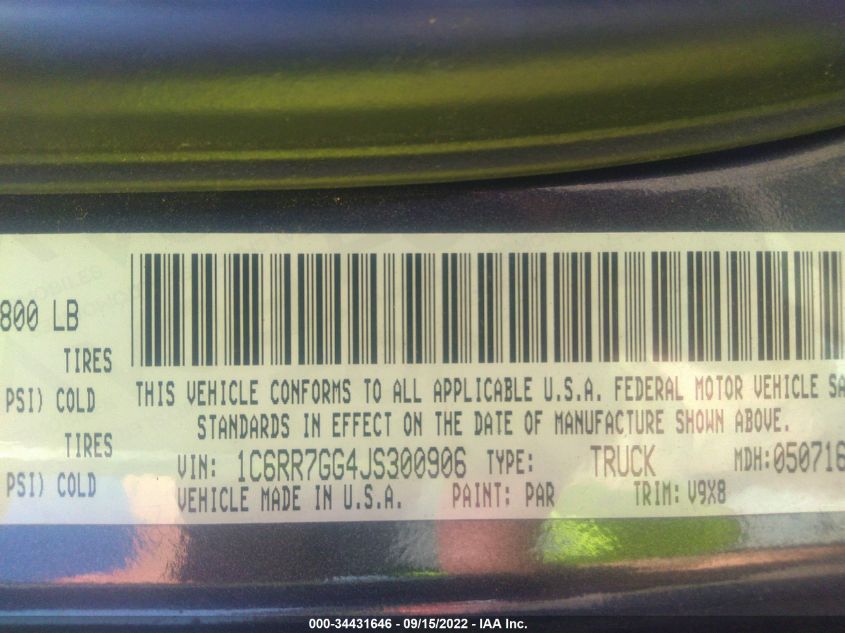 800 LB
TIRES
PSI) COLD
TIRES
PSI) COLD
THIS VEHICLE CONFORMS TO ALL APPLICABLE U.S.A. FEDERAL MOTOR VEHICLE SA
STANDARDS IN EFFECT ON THE DATE OF MANUFACTURE SHOWN ABOVE.
VIN: 1C6RR7GG4JS300906 TYPE: TRUCK MDH:050716
VEHICLE MADE IN U.S.A. PAINT: PAR TRIM: V9X8
000-34431646 - 09/15/2022 - IAA Inc.